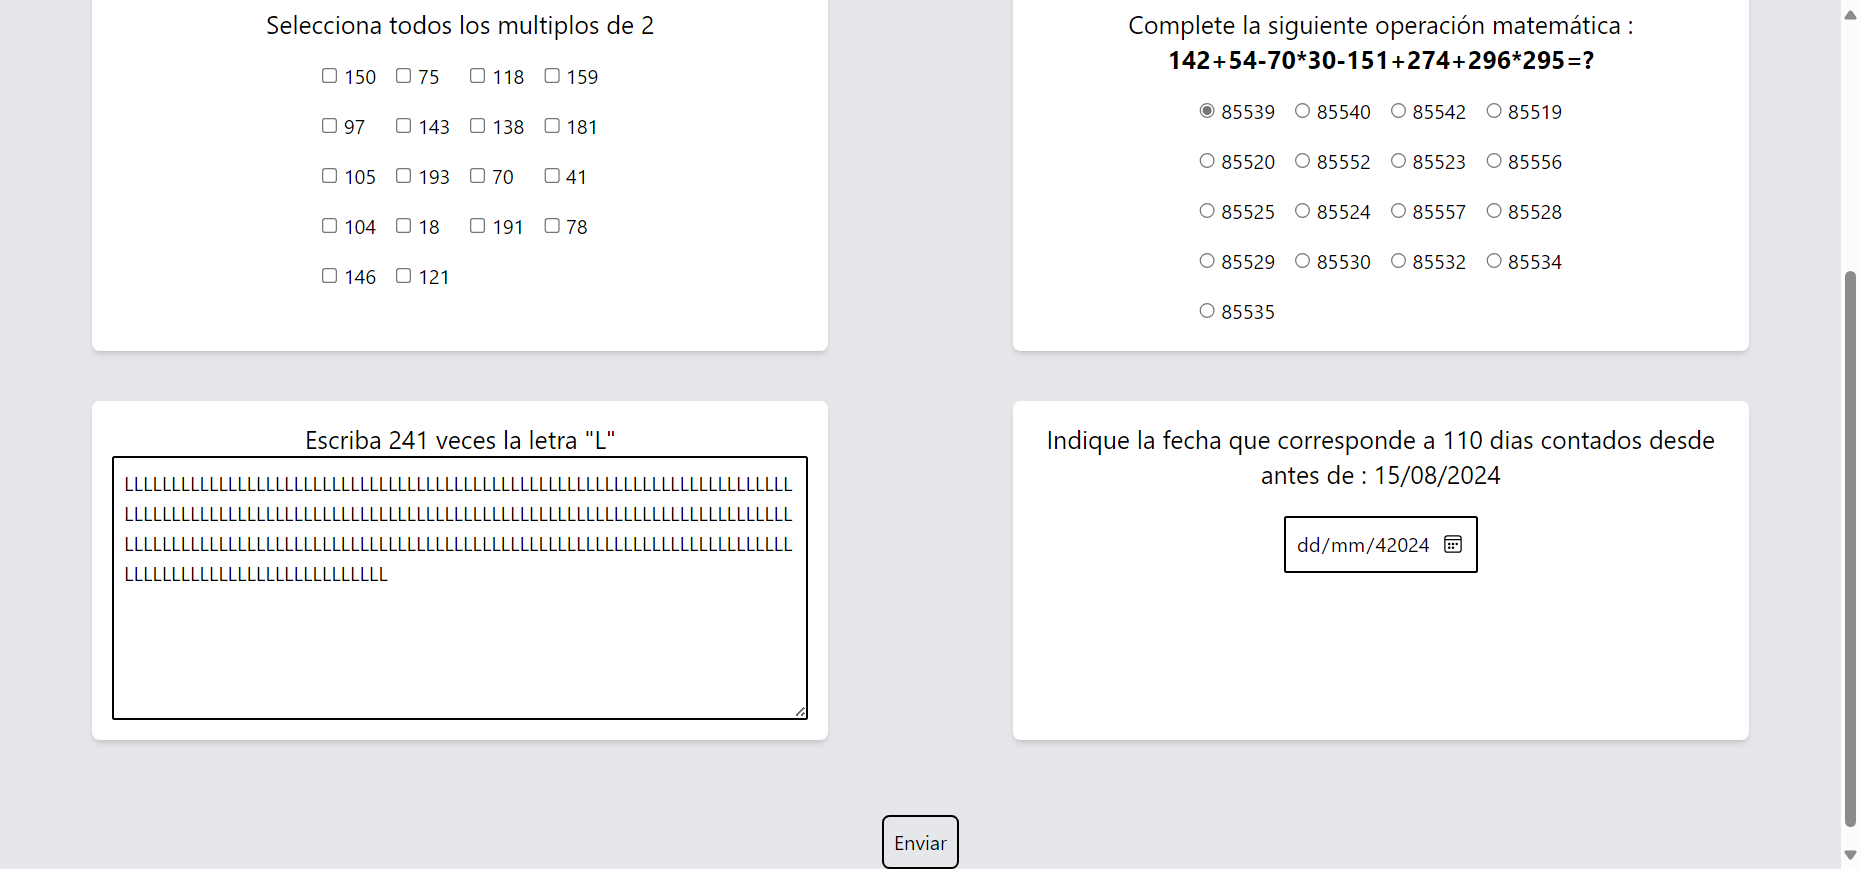 Selecciona todos los multiplos de 2
150 75 118 159
97 143 138 181
105 193 70 41
104 18 191 78
146 121
Complete la siguiente operación matemática :
142+54-70*30-151+274+296*295=?
85539 85540 85542 85519
85520 85552 85523 85556
85525 85524 85557 85528
85529 85530 85532 85534
85535
Escriba 241 veces la letra "L"
LLLLLLLLLLLLLLLLLLLLLLLLLLLLLLLLLLLLLLLLLLLLLLLLLLLLLLLLLLLLLLLLLLLLLLL
LLLLLLLLLLLLLLLLLLLLLLLLLLLLLLLLLLLLLLLLLLLLLLLLLLLLLLLLLLLLLLLLLLLLLLL
LLLLLLLLLLLLLLLLLLLLLLLLLLLLLLLLLLLLLLLLLLLLLLLLLLLLLLLLLLLLLLLLLLLLLLL
LLLLLLLLLLLLLLLLLLLLLLLLLLLL
Indique la fecha que corresponde a 110 dias contados desde
antes de : 15/08/2024
dd/mm/42024
Enviar